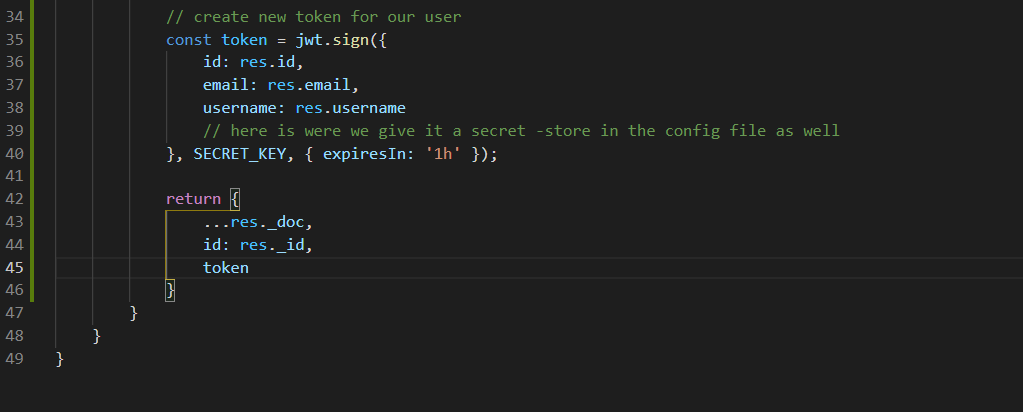 34 // create new token for our user
35 const token = jwt.sign({
36 id: res.id,
37 email: res.email,
38 username: res.username
39 // here is were we give it a secret -store in the config file as well
40 }, SECRET_KEY, { expiresIn: '1h' });
41
42 return {
43 ...res._doc,
44 id: res._id,
45 token
46 }
47 }
48 }
49 }